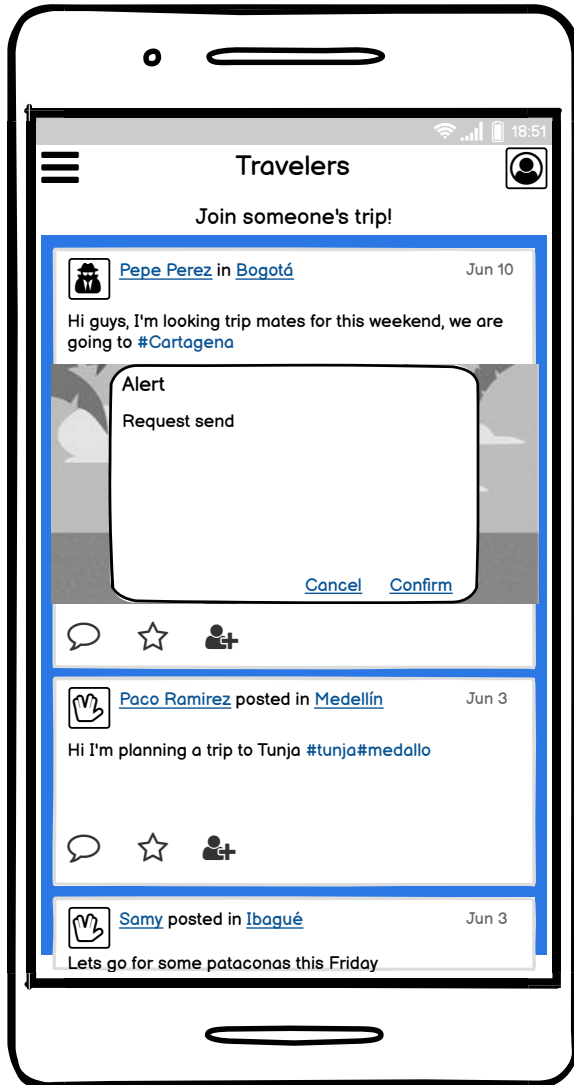 18:51
Travelers
Join someone's trip!
Pepe Perez in Bogotá Jun 10
Hi guys, I'm looking trip mates for this weekend, we are
going to #Cartagena
Alert
Request send
Cancel Confirm
Paco Ramirez posted in Medellín Jun 3
Hi I'm planning a trip to Tunja #tunja#medallo
Samy posted in Ibagué Jun 3
Lets go for some pataconas this Friday